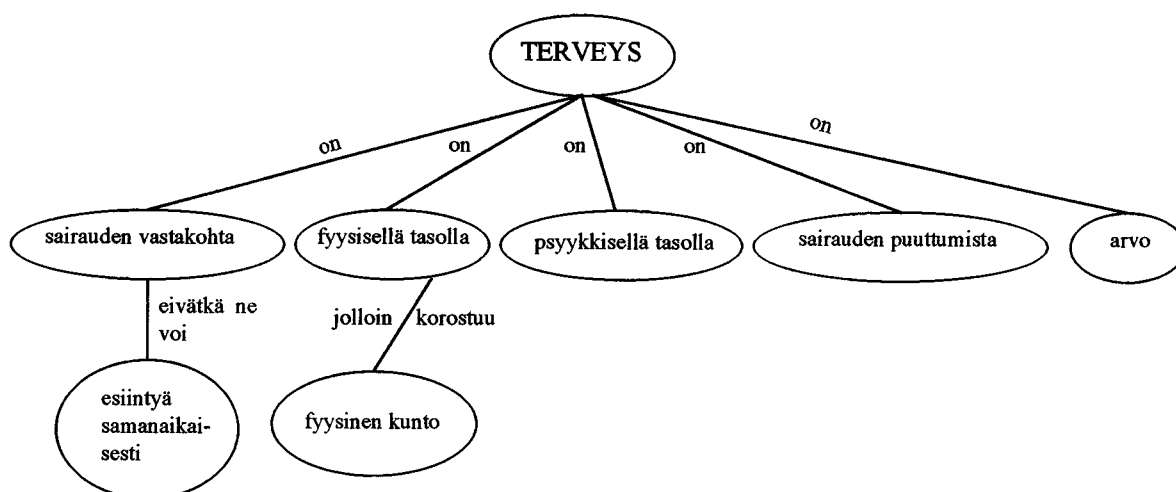 TERVEYS
on
on
on
on
on
sairauden vastakohta
fyysisellä tasolla
psyykkisellä tasolla
sairauden puuttumista
arvo
eivätkä ne
voi
jolloin
korostuu
esiintyä
samanaikai-
sesti
fyysinen kunto